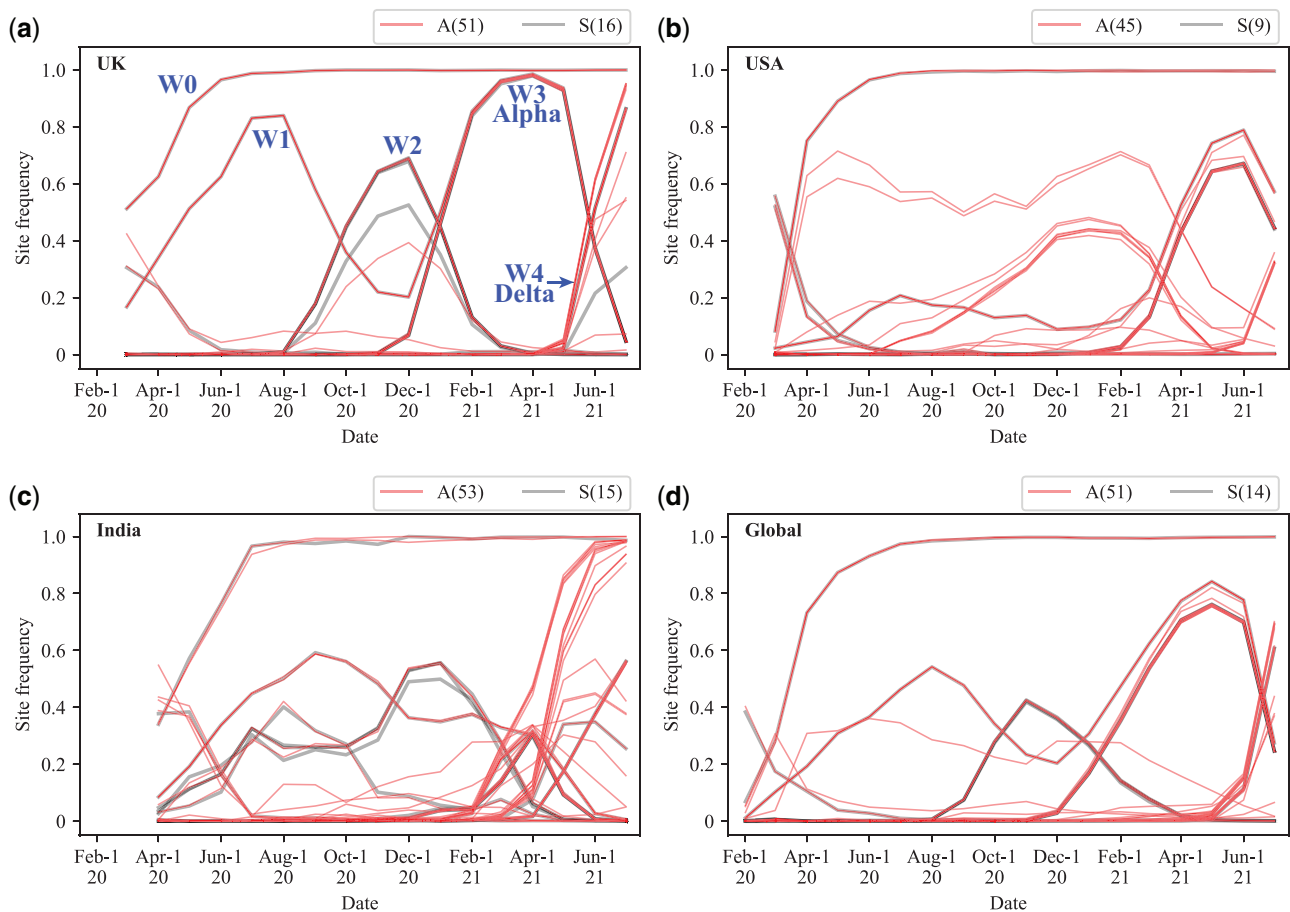 (a)
A(51) S(16)
UK
W0
W1
W2
W3
Alpha
W4
Delta
Site frequency
1.0
0.8
0.6
0.4
0.2
0
Feb-1 Apr-1 Jun-1 Aug-1 Oct-1 Dec-1 Feb-1 Apr-1 Jun-1
20 20 20 20 20 20 21 21 21
Date
(b)
A(45) S(9)
USA
Site frequency
1.0
0.8
0.6
0.4
0.2
0
Feb-1 Apr-1 Jun-1 Aug-1 Oct-1 Dec-1 Feb-1 Apr-1 Jun-1
20 20 20 20 20 20 21 21 21
Date
(c)
A(53) S(15)
India
Site frequency
1.0
0.8
0.6
0.4
0.2
0
Feb-1 Apr-1 Jun-1 Aug-1 Oct-1 Dec-1 Feb-1 Apr-1 Jun-1
20 20 20 20 20 20 21 21 21
Date
(d)
A(51) S(14)
Global
Site frequency
1.0
0.8
0.6
0.4
0.2
0
Feb-1 Apr-1 Jun-1 Aug-1 Oct-1 Dec-1 Feb-1 Apr-1 Jun-1
20 20 20 20 20 20 21 21 21
Date